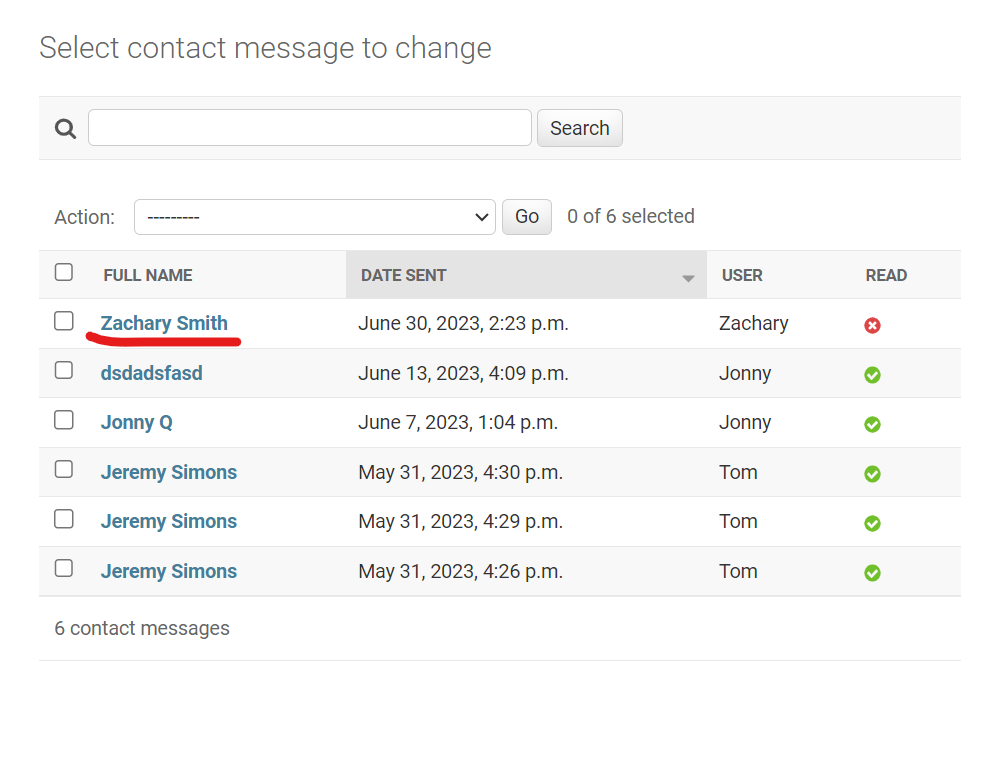 Select contact message to change
Search
Action: --------- Go 0 of 6 selected
FULL NAME DATE SENT USER READ
Zachary Smith June 30, 2023, 2:23 p.m. Zachary
dsdadsfasd June 13, 2023, 4:09 p.m. Jonny
Jonny Q June 7, 2023, 1:04 p.m. Jonny
Jeremy Simons May 31, 2023, 4:30 p.m. Tom
Jeremy Simons May 31, 2023, 4:29 p.m. Tom
Jeremy Simons May 31, 2023, 4:26 p.m. Tom
6 contact messages